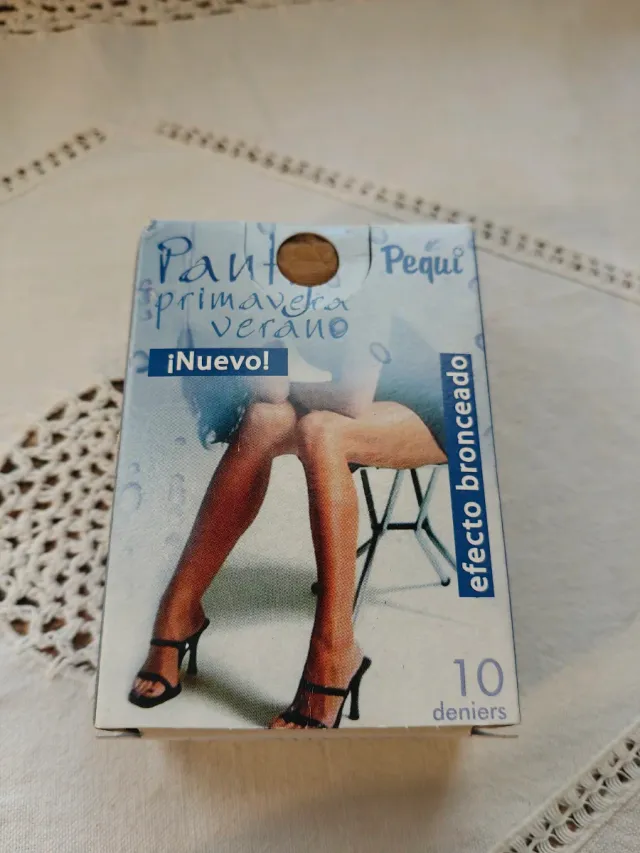 Pant
Pequi
primavera
verano
¡Nuevo!
efecto bronceado
10
deniers